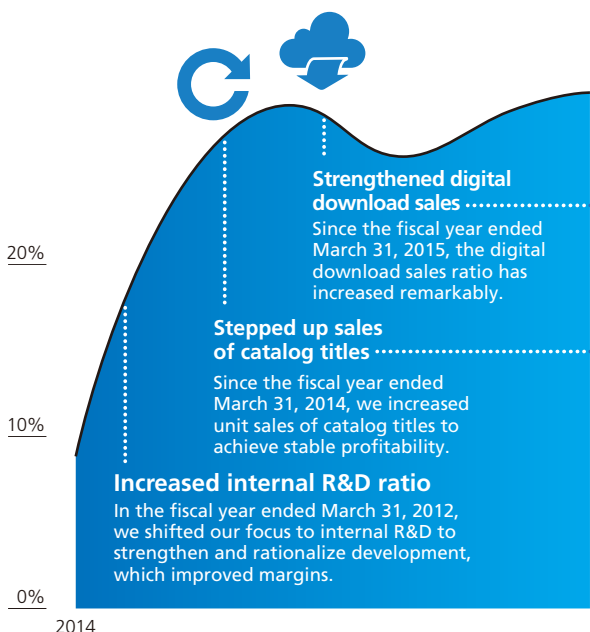 Strengthened digital
download sales
Since the fiscal year ended
March 31, 2015, the digital
download sales ratio has
increased remarkably.
20%
Stepped up sales
of catalog titles
Since the fiscal year ended
March 31, 2014, we increased
unit sales of catalog titles to
achieve stable profitability.
10%
Increased internal R&D ratio
In the fiscal year ended March 31, 2012,
we shifted our focus to internal R&D to
strengthen and rationalize development,
which improved margins.
0%
2014